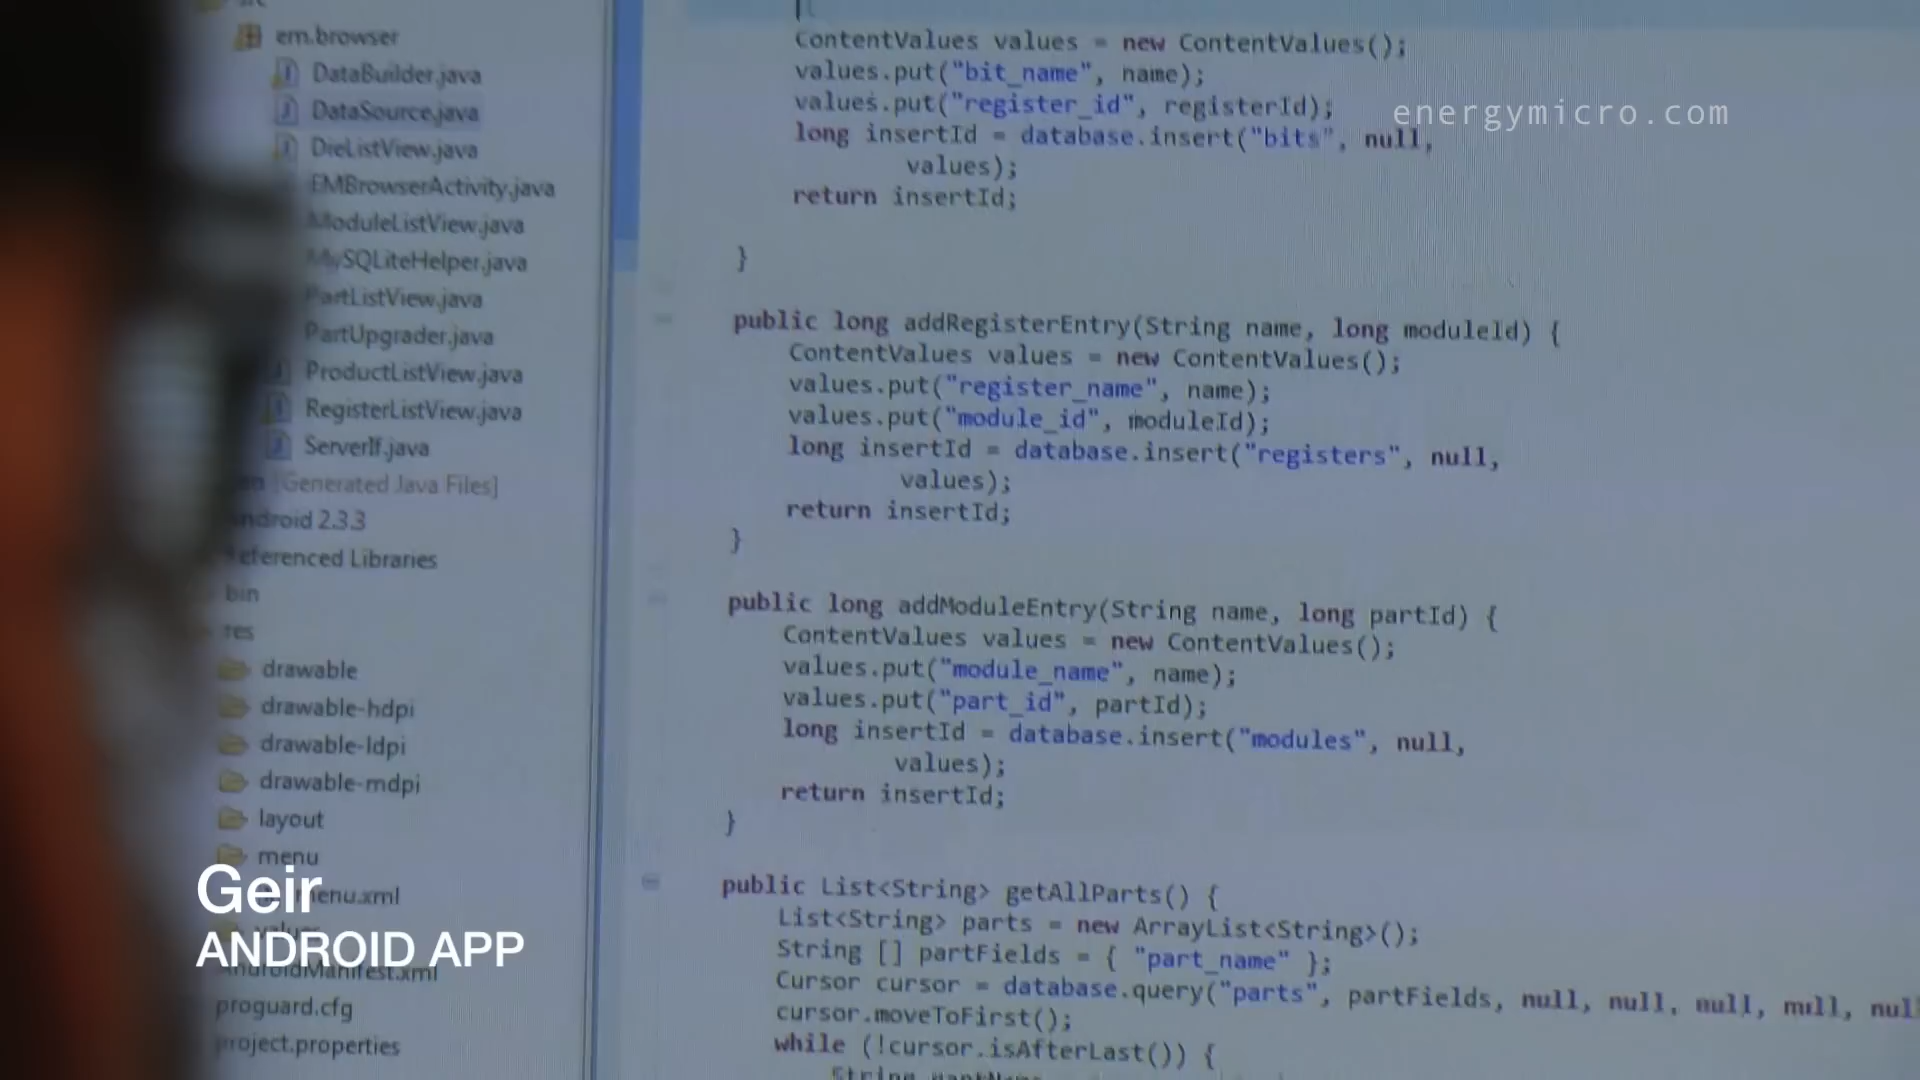 em.browser
DataBuilder.java
DataSource.java
DieListView.java
EMBrowserActivity.java
ModuleListView.java
MySQLiteHelper.java
PartListView.java
PartUpgrader.java
ProductListView.java
RegisterListView.java
ServerIf.java
[Generated Java Files]
Android 2.3.3
Referenced Libraries
bin
res
drawable
drawable-hdpi
drawable-ldpi
drawable-mdpi
layout
menu
menu.xml
values
AndroidManifest.xml
proguard.cfg
project.properties
Geir
ANDROID APP
energymicro.com
ContentValues values = new ContentValues();
values.put("bit_name", name);
values.put("register_id", registerId);
long insertId = database.insert("bits", null,
values);
return insertId;
}
public long addRegisterEntry(String name, long moduleId) {
ContentValues values = new ContentValues();
values.put("register_name", name);
values.put("module_id", moduleId);
long insertId = database.insert("registers", null,
values);
return insertId;
}
public long addModuleEntry(String name, long partId) {
ContentValues values = new ContentValues();
values.put("module_name", name);
values.put("part_id", partId);
long insertId = database.insert("modules", null,
values);
return insertId;
}
public List<String> getAllParts() {
List<String> parts = new ArrayList<String>();
String [] partFields = { "part_name" };
Cursor cursor = database.query("parts", partFields, null, null, null, null, nul
cursor.moveToFirst();
while (!cursor.isAfterLast()) {
String